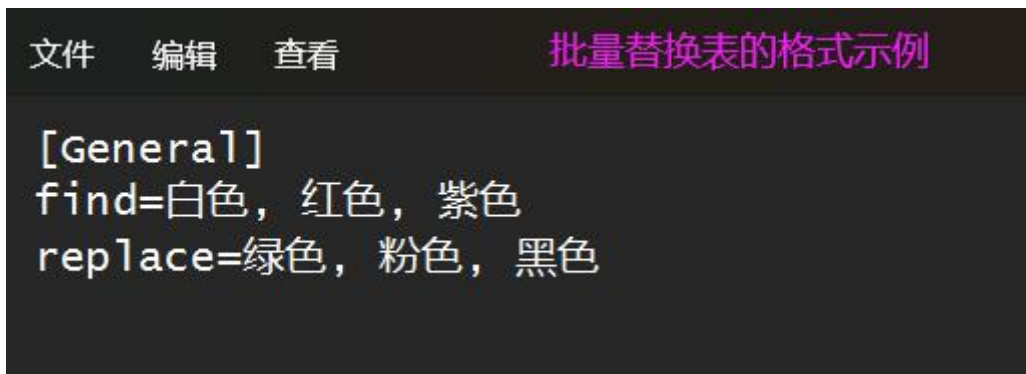 文件 编辑 查看 批量替换表的格式示例
[General]
find=白色, 红色, 紫色
replace=绿色, 粉色, 黑色